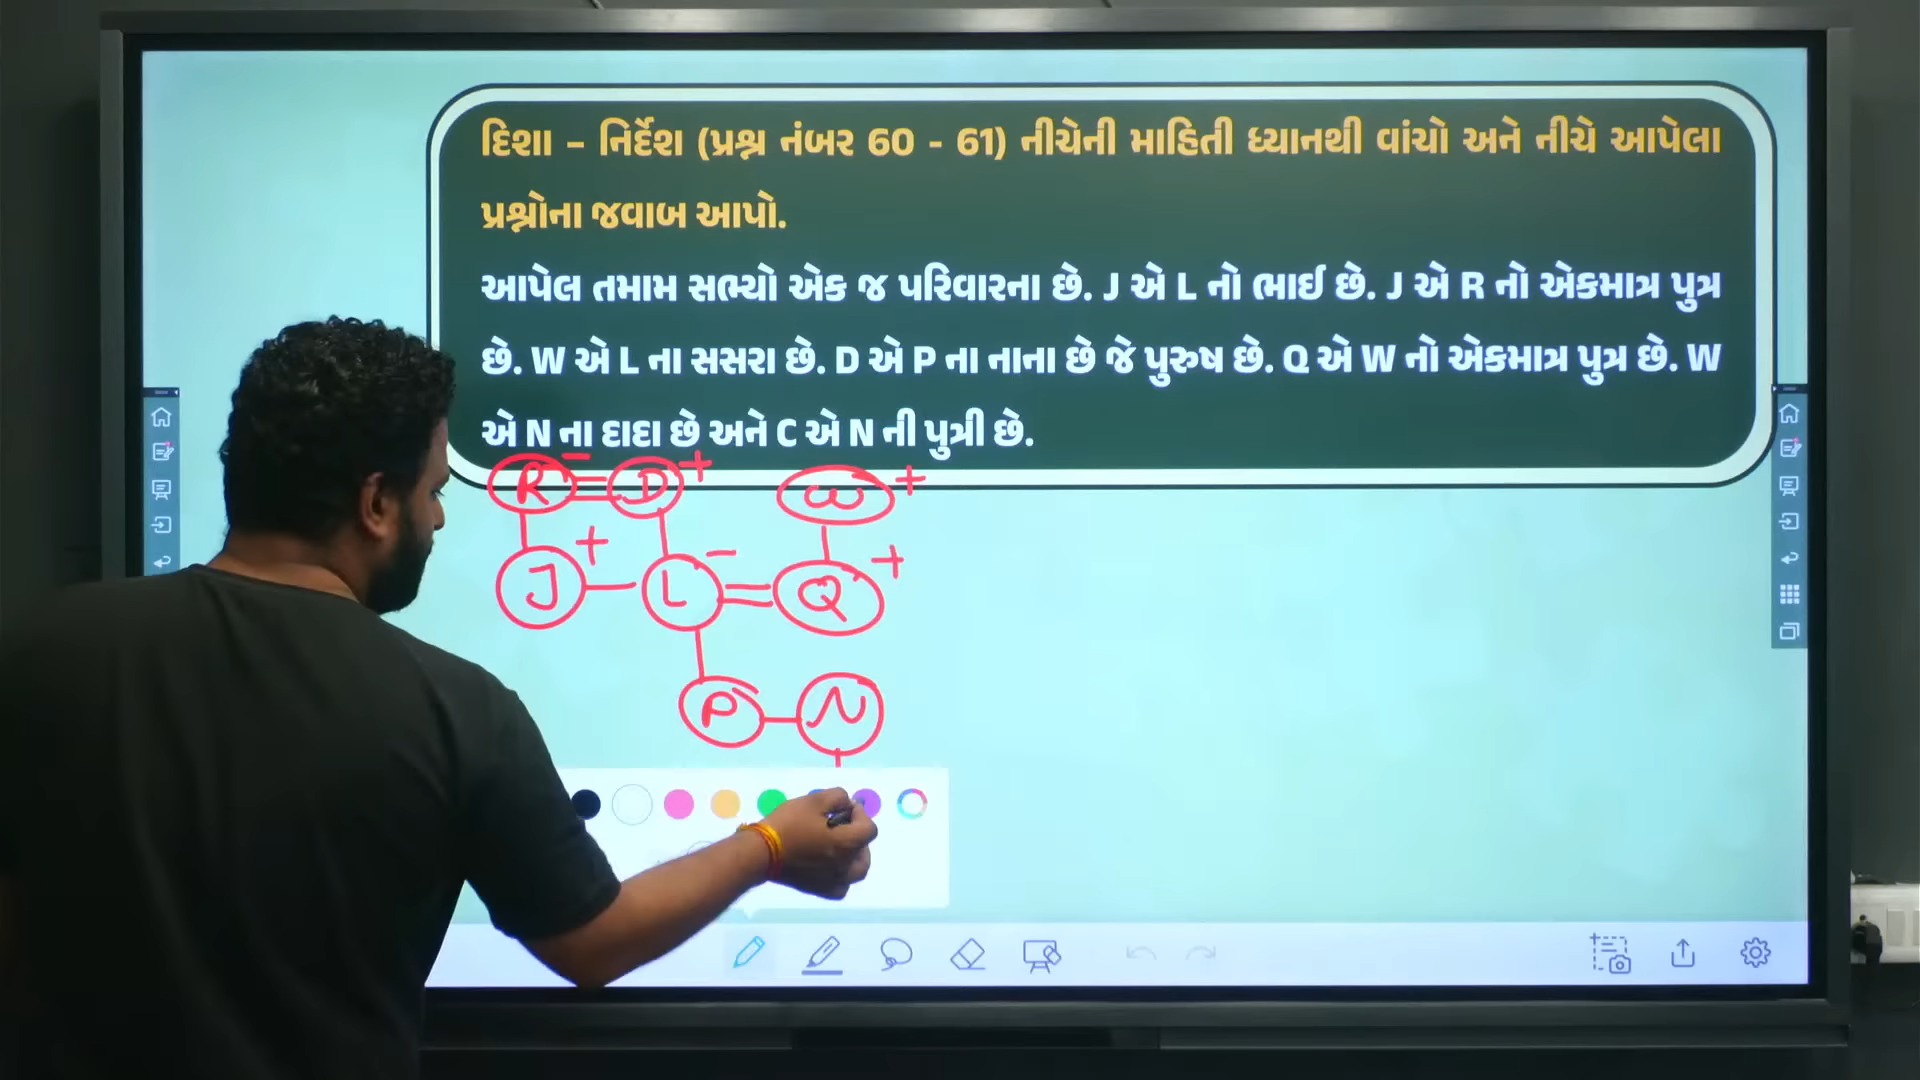 દિશા – નિર્દેશ (પ્રશ્ન નંબર 60 - 61) નીચેની માહિતી ધ્યાનથી વાંચો અને નીચે આપેલા
પ્રશ્નોના જવાબ આપો.
આપેલ તમામ સભ્યો એક જ પરિવારના છે. J એ L નો ભાઈ છે. J એ R નો એકમાત્ર પુત્ર
છે. W એ L ના સસરા છે. D એ P ના નાના છે જે પુરુષ છે. Q એ W નો એકમાત્ર પુત્ર છે. W
એ N ના દાદા છે અને C એ N ની પુત્રી છે.
R - = D + W +
J + - L - = Q +
P - N